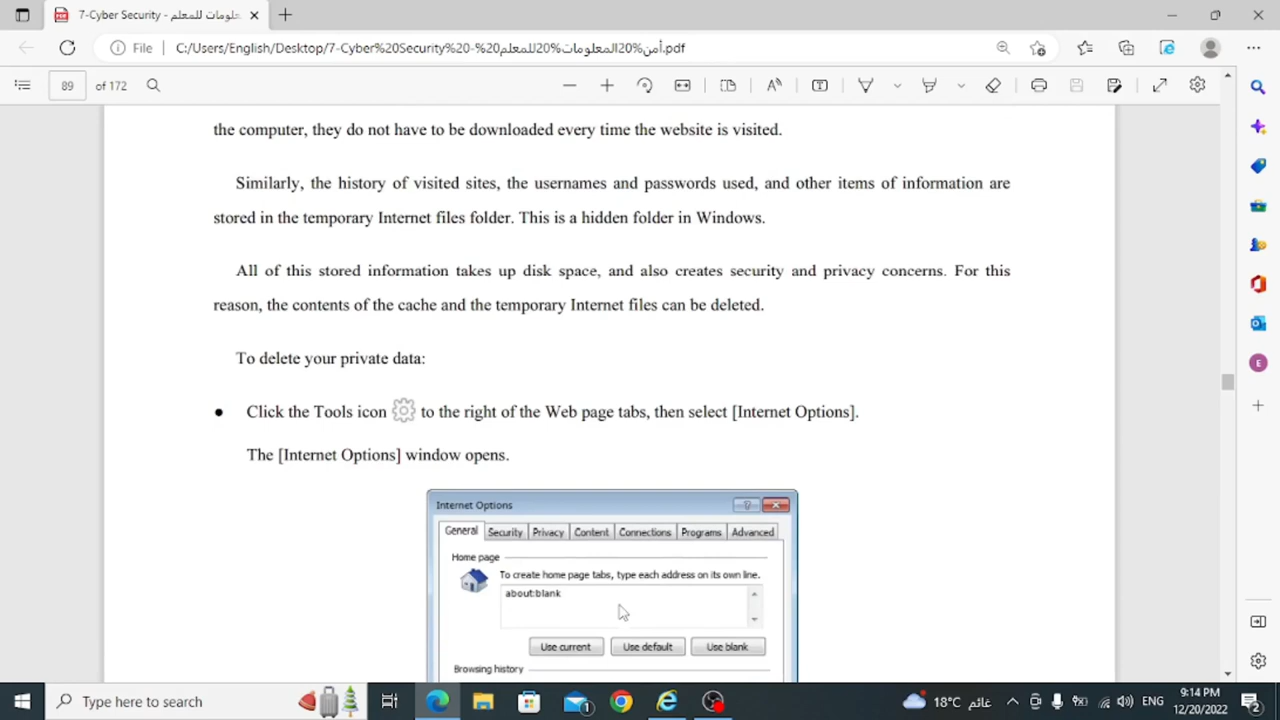 7-Cyber Security - أمن المعلومات للمعلم
File
C:/Users/English/Desktop/7-Cyber%20Security%20-%20أمن%20المعلومات%20للمعلم.pdf
89 of 172
the computer, they do not have to be downloaded every time the website is visited.
Similarly, the history of visited sites, the usernames and passwords used, and other items of information are
stored in the temporary Internet files folder. This is a hidden folder in Windows.
All of this stored information takes up disk space, and also creates security and privacy concerns. For this
reason, the contents of the cache and the temporary Internet files can be deleted.
To delete your private data:
● Click the Tools icon to the right of the Web page tabs, then select [Internet Options].
The [Internet Options] window opens.
Internet Options
General Security Privacy Content Connections Programs Advanced
Home page
To create home page tabs, type each address on its own line.
about:blank
Use current Use default Use blank
Browsing history
Type here to search
1
18°C غائم
ENG
9:14 PM
12/20/2022
2
E